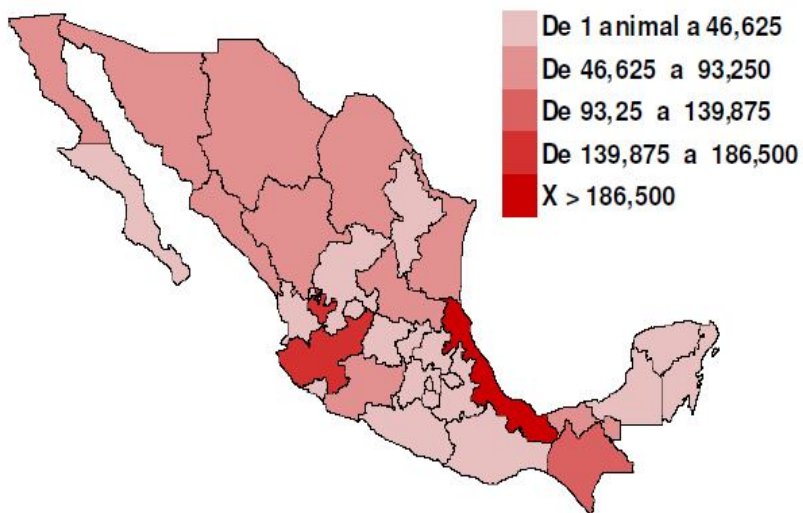 De 1 animal a 46,625
De 46,625 a 93,250
De 93,25 a 139,875
De 139,875 a 186,500
X > 186,500